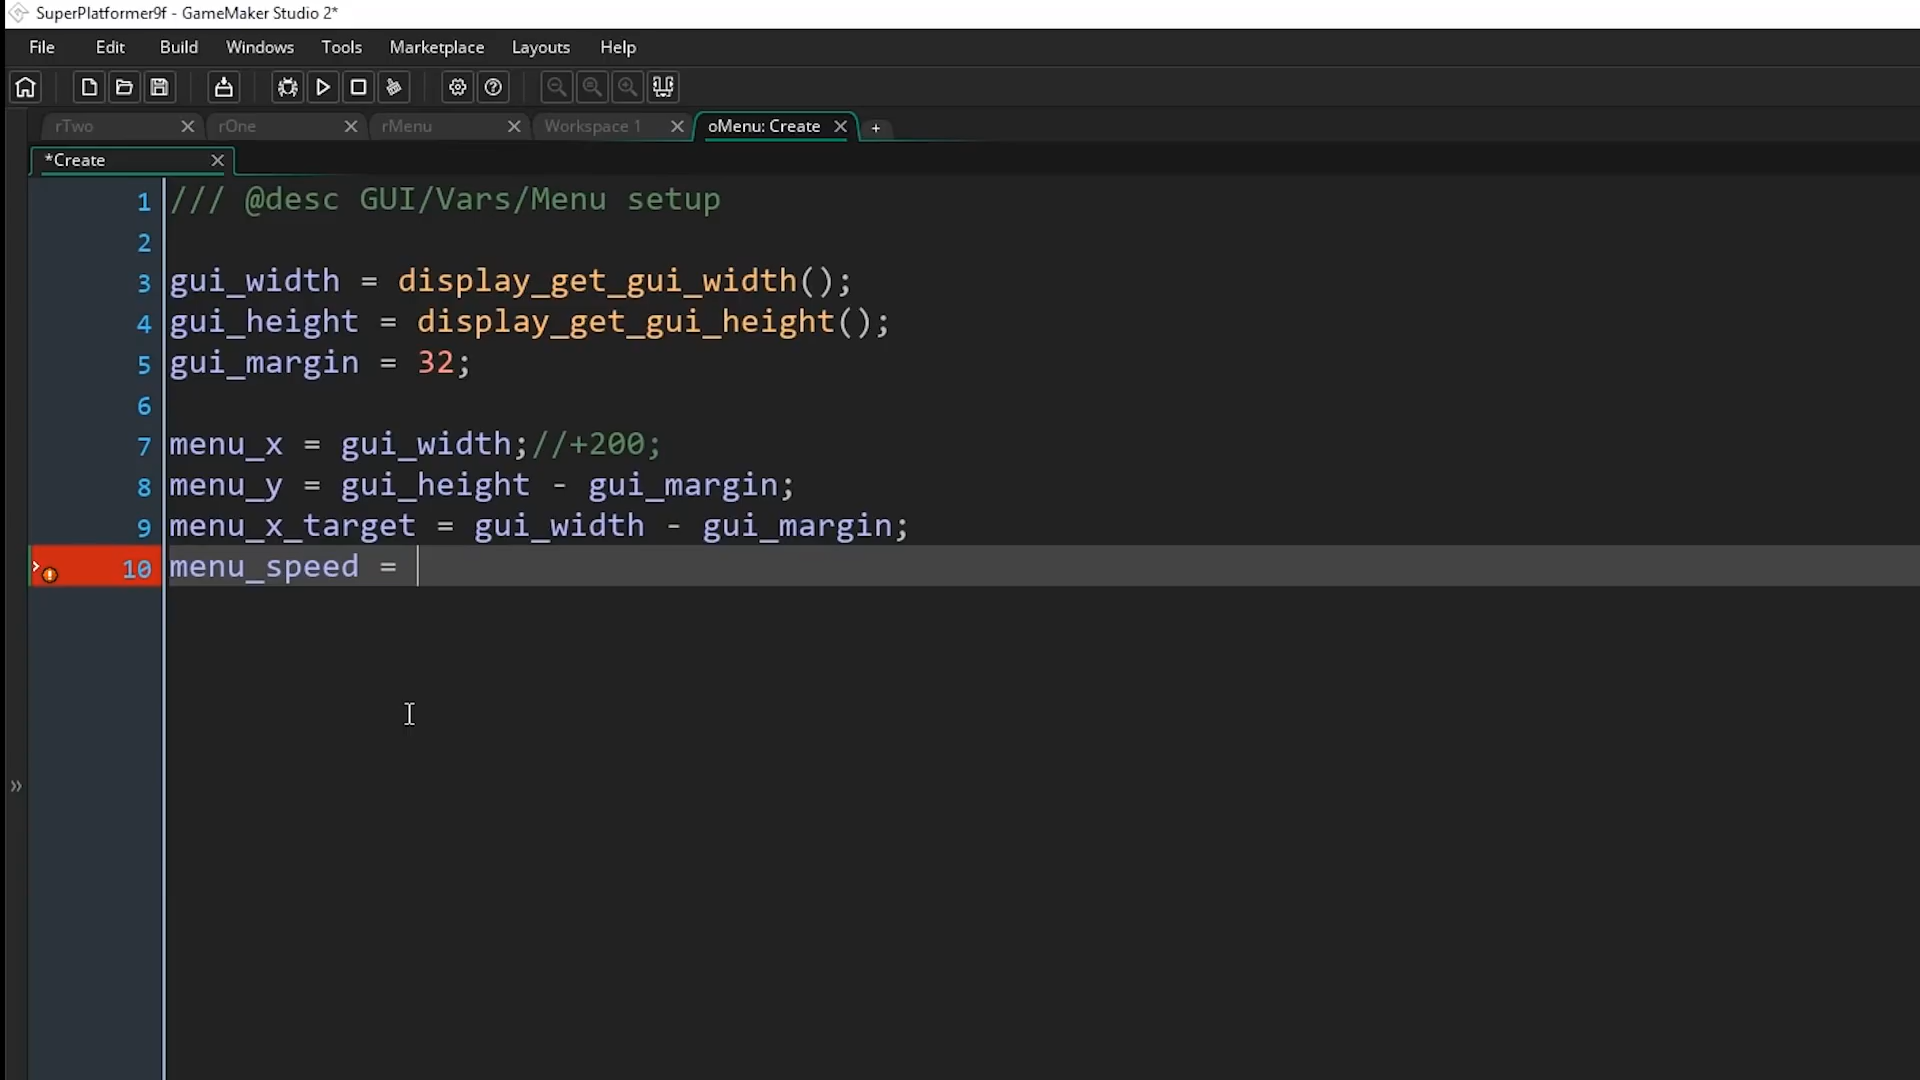 SuperPlatformer9f - GameMaker Studio 2*
File Edit Build Windows Tools Marketplace Layouts Help
rTwo rOne rMenu Workspace 1 oMenu: Create
*Create
1 /// @desc GUI/Vars/Menu setup
2
3 gui_width = display_get_gui_width();
4 gui_height = display_get_gui_height();
5 gui_margin = 32;
6
7 menu_x = gui_width;//+200;
8 menu_y = gui_height - gui_margin;
9 menu_x_target = gui_width - gui_margin;
10 menu_speed =